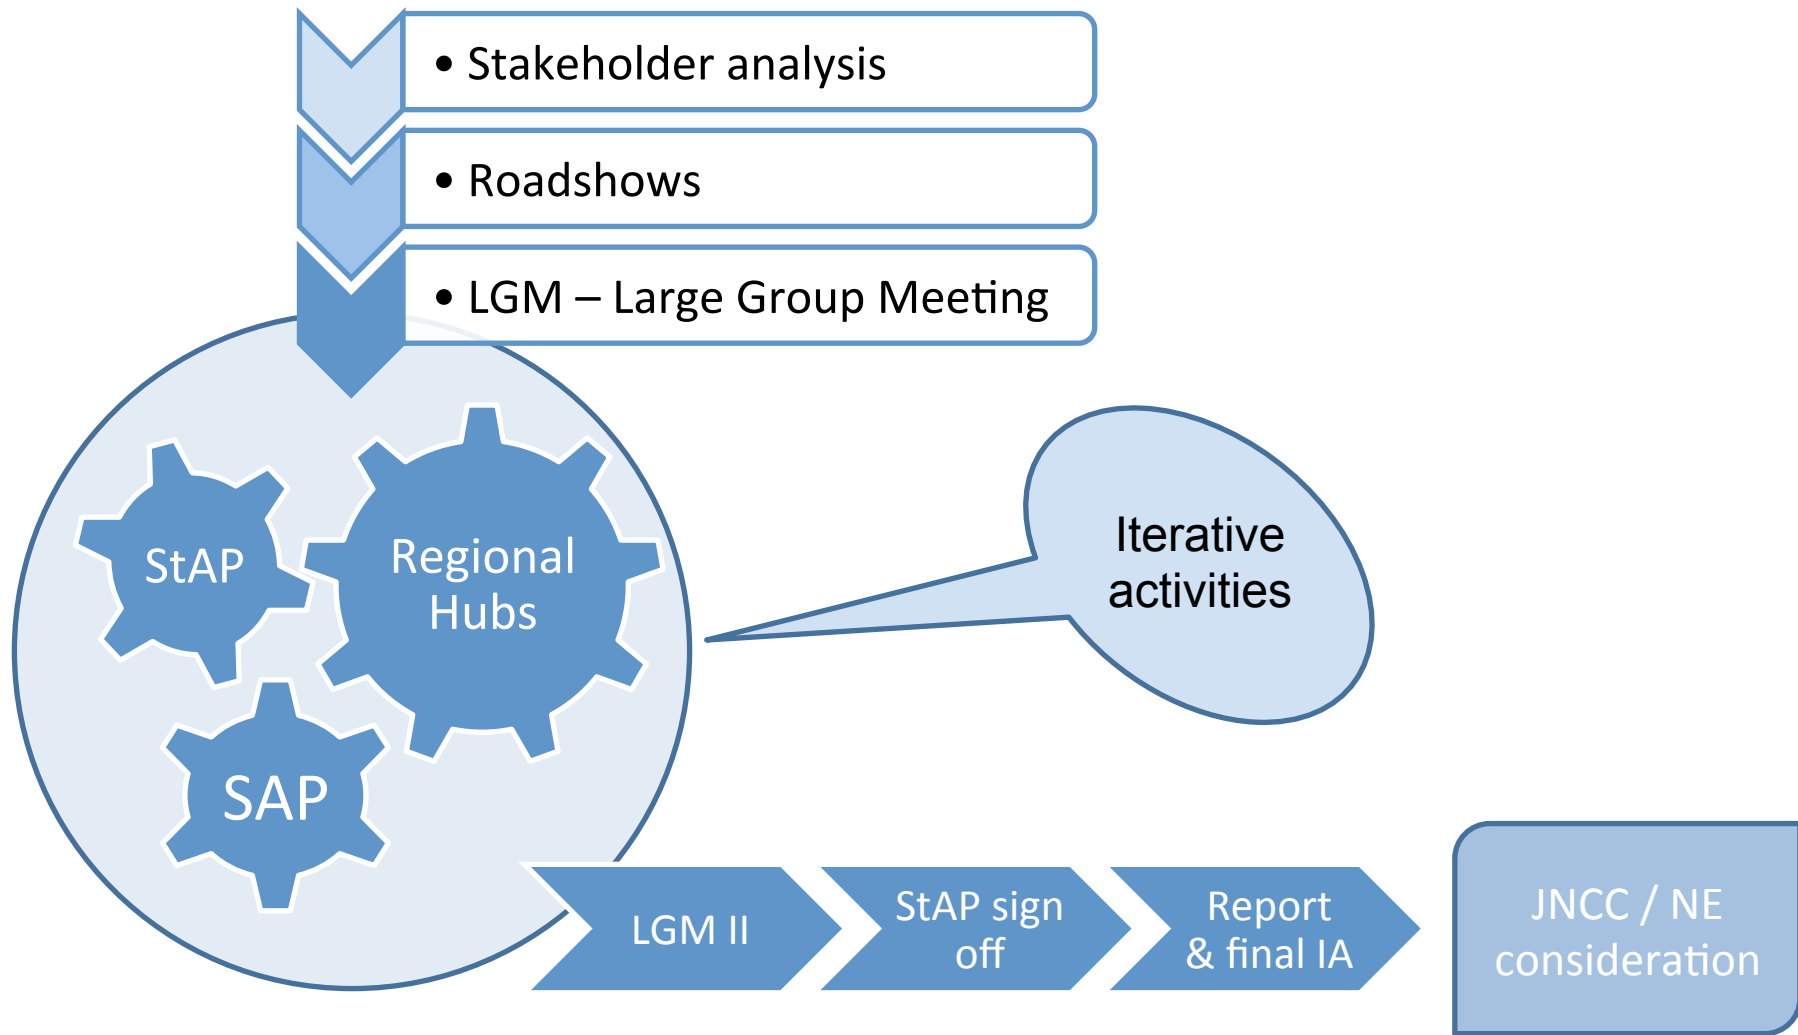 • Stakeholder analysis
• Roadshows
• LGM – Large Group Meeting
StAP
Regional
Hubs
SAP
Iterative
activities
LGM II
StAP sign
off
Report
& final IA
JNCC / NE
consideration